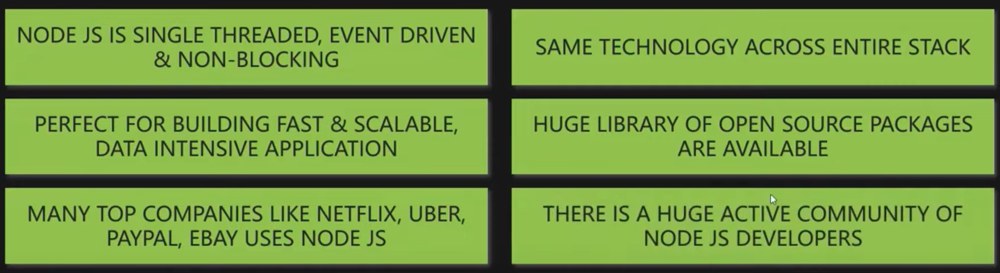 NODE JS IS SINGLE THREADED, EVENT DRIVEN
& NON-BLOCKING
SAME TECHNOLOGY ACROSS ENTIRE STACK
PERFECT FOR BUILDING FAST & SCALABLE,
DATA INTENSIVE APPLICATION
HUGE LIBRARY OF OPEN SOURCE PACKAGES
ARE AVAILABLE
MANY TOP COMPANIES LIKE NETFLIX, UBER,
PAYPAL, EBAY USES NODE JS
THERE IS A HUGE ACTIVE COMMUNITY OF
NODE JS DEVELOPERS